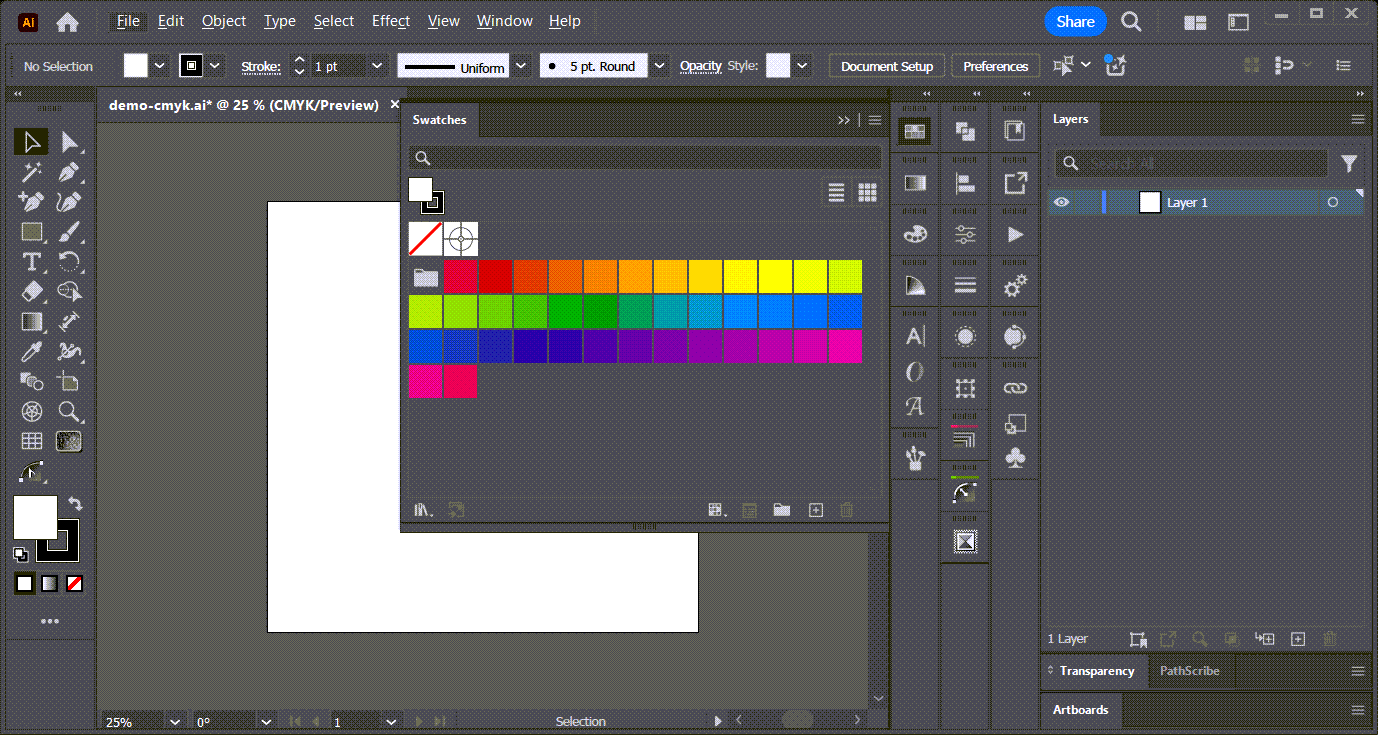 Ai File Edit Object Type Select Effect View Window Help Share
No Selection Stroke: 1 pt Uniform 5 pt. Round Opacity Style: Document Setup Preferences
demo-cmyk.ai* @ 25 % (CMYK/Preview)
Swatches
Layers
Search All
Layer 1
1 Layer
Transparency PathScribe
Artboards
25% 0° 1 Selection